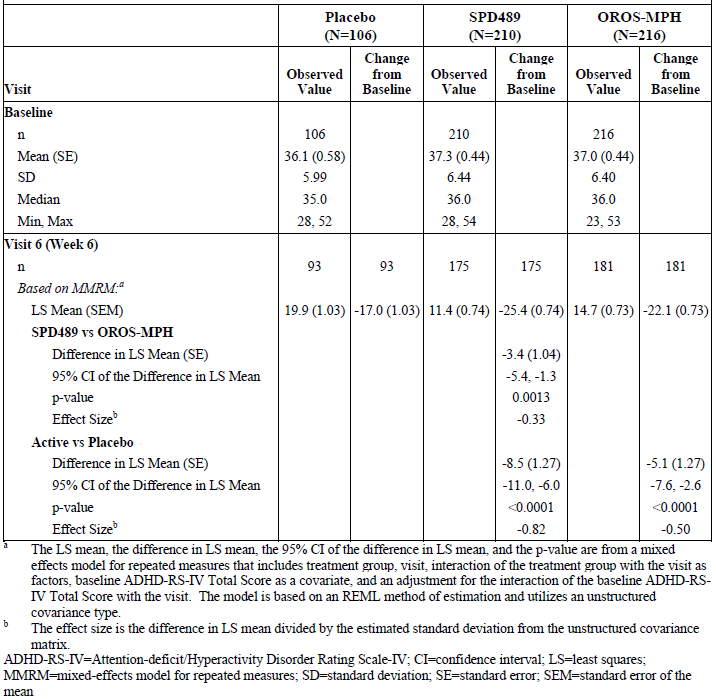 Placebo (N=106) SPD489 (N=210) OROS-MPH (N=216)
Visit Observed Value Change from Baseline Observed Value Change from Baseline Observed Value Change from Baseline
Baseline
n 106 210 216
Mean (SE) 36.1 (0.58) 37.3 (0.44) 37.0 (0.44)
SD 5.99 6.44 6.40
Median 35.0 36.0 36.0
Min, Max 28, 52 28, 54 23, 53
Visit 6 (Week 6)
n 93 93 175 175 181 181
Based on MMRM:a
LS Mean (SEM) 19.9 (1.03) -17.0 (1.03) 11.4 (0.74) -25.4 (0.74) 14.7 (0.73) -22.1 (0.73)
SPD489 vs OROS-MPH
Difference in LS Mean (SE) -3.4 (1.04)
95% CI of the Difference in LS Mean -5.4, -1.3
p-value 0.0013
Effect Sizeb -0.33
Active vs Placebo
Difference in LS Mean (SE) -8.5 (1.27) -5.1 (1.27)
95% CI of the Difference in LS Mean -11.0, -6.0 -7.6, -2.6
p-value <0.0001 <0.0001
Effect Sizeb -0.82 -0.50
a The LS mean, the difference in LS mean, the 95% CI of the difference in LS mean, and the p-value are from a mixed
effects model for repeated measures that includes treatment group, visit, interaction of the treatment group with the visit as
factors, baseline ADHD-RS-IV Total Score as a covariate, and an adjustment for the interaction of the baseline ADHD-RS-
IV Total Score with the visit. The model is based on an REML method of estimation and utilizes an unstructured
covariance type.
b The effect size is the difference in LS mean divided by the estimated standard deviation from the unstructured covariance
matrix.
ADHD-RS-IV=Attention-deficit/Hyperactivity Disorder Rating Scale-IV; CI=confidence interval; LS=least squares;
MMRM=mixed-effects model for repeated measures; SD=standard deviation; SE=standard error; SEM=standard error of the
mean